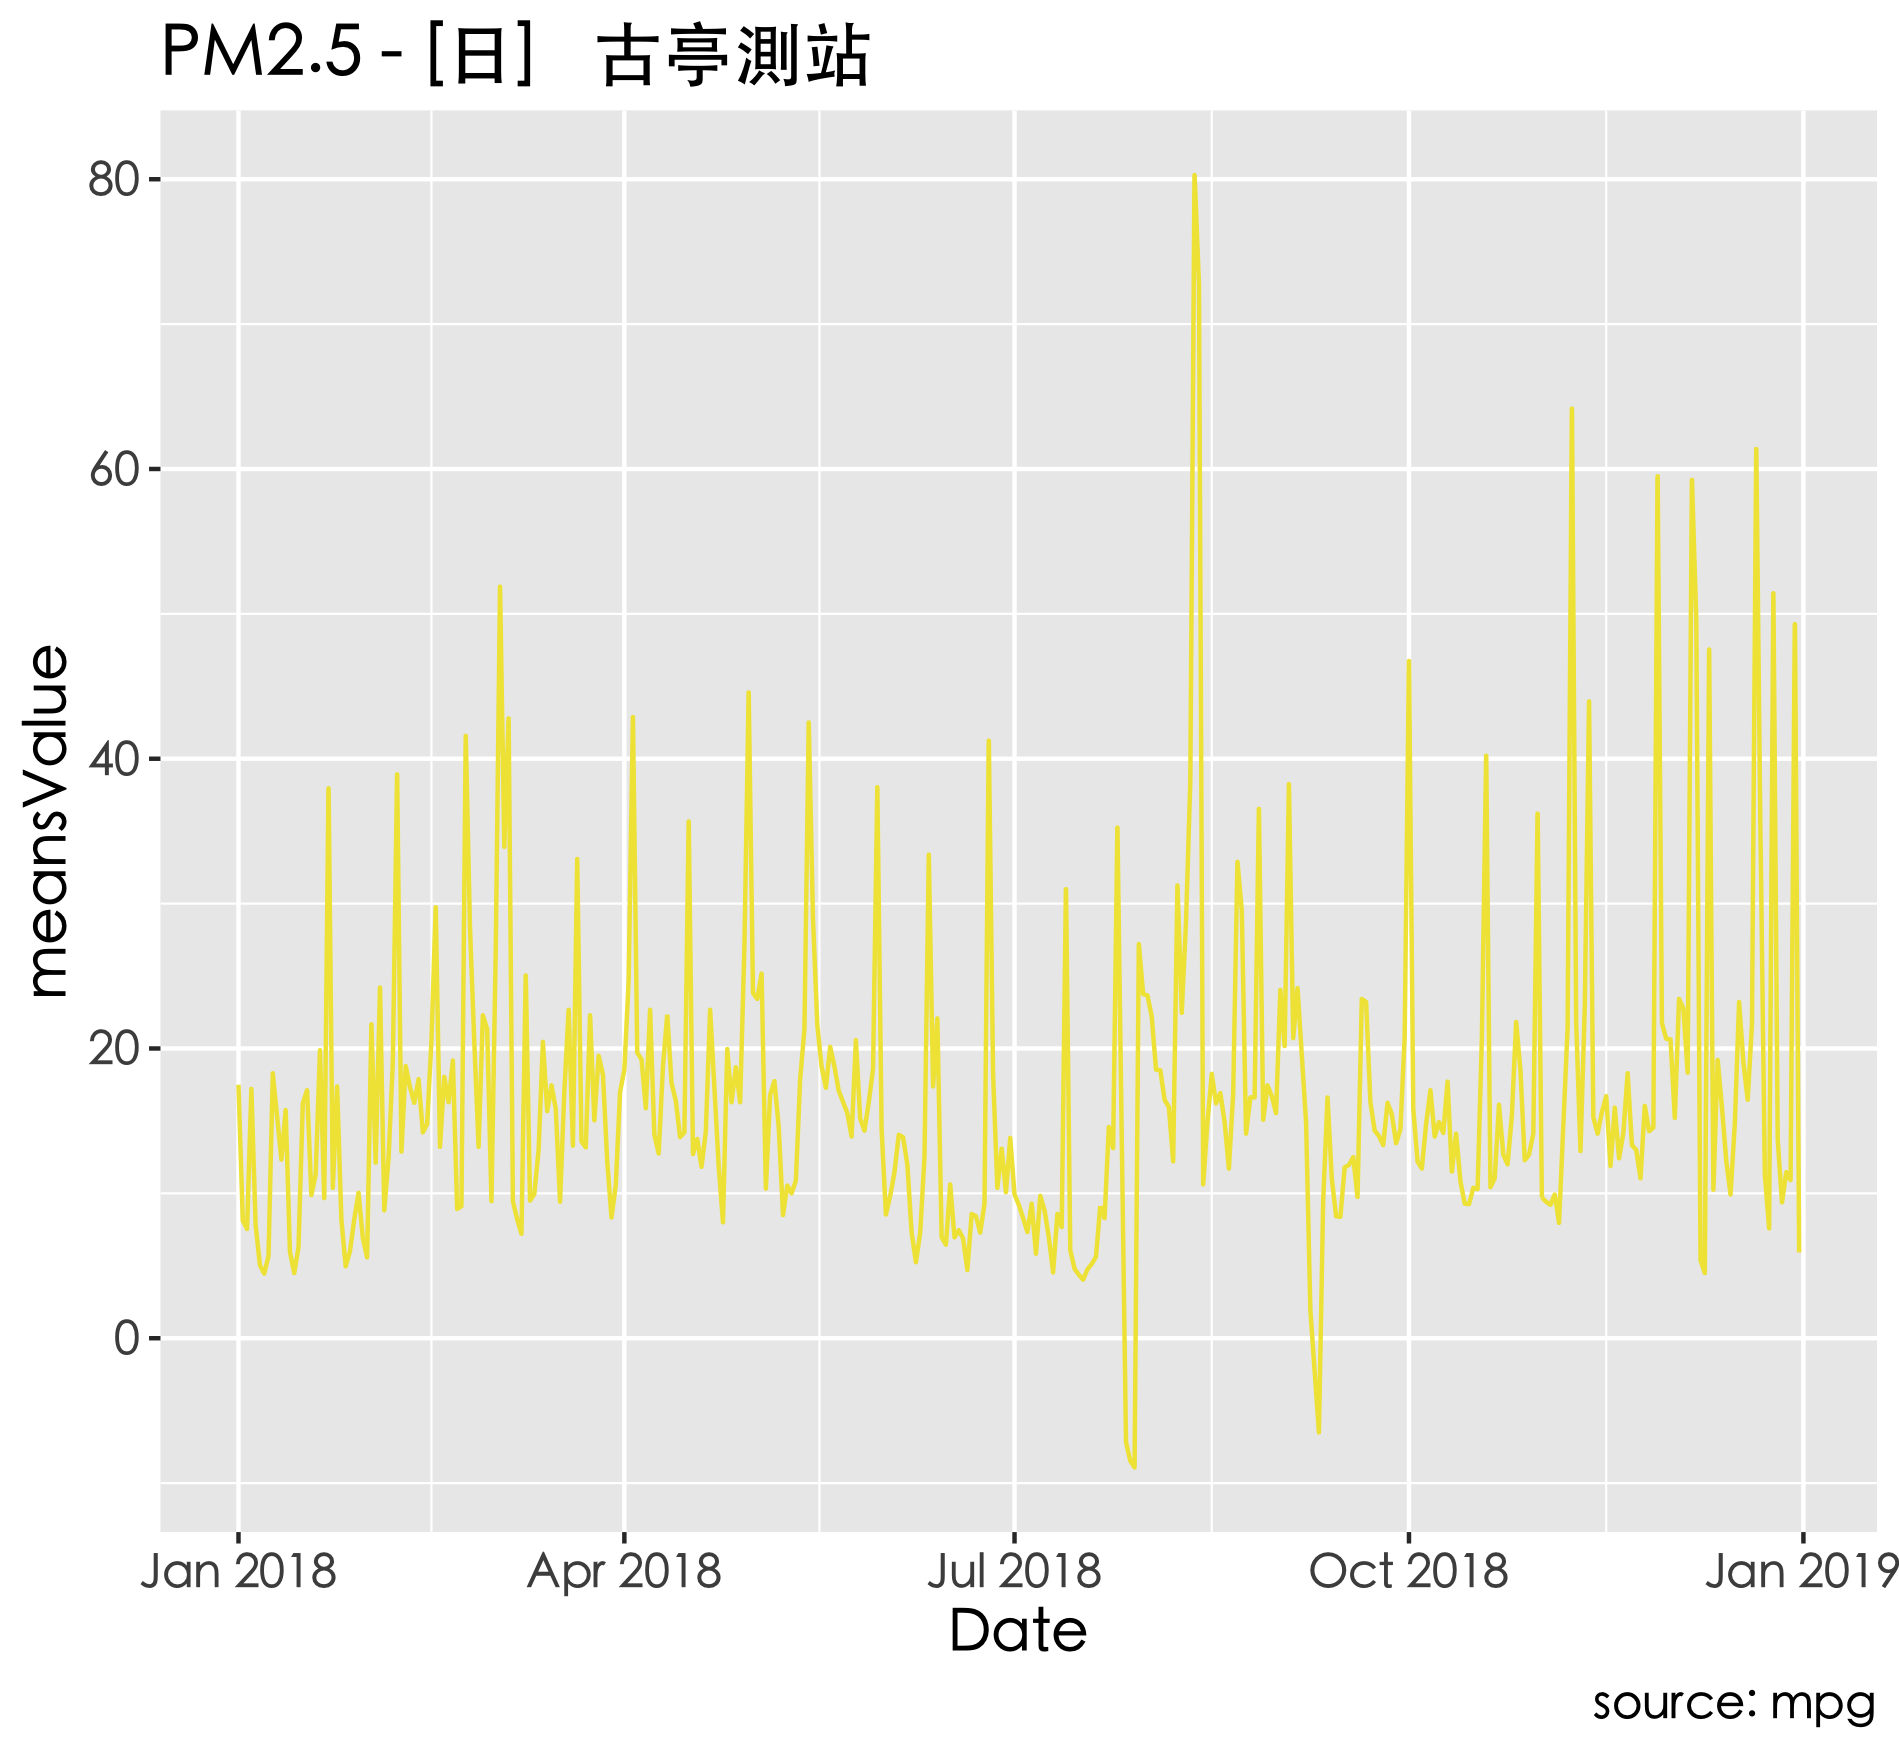 PM2.5 - [日] 古亭測站
80
60
40
20
0
meansValue
Jan 2018 Apr 2018 Jul 2018 Oct 2018 Jan 2019
Date
source: mpg